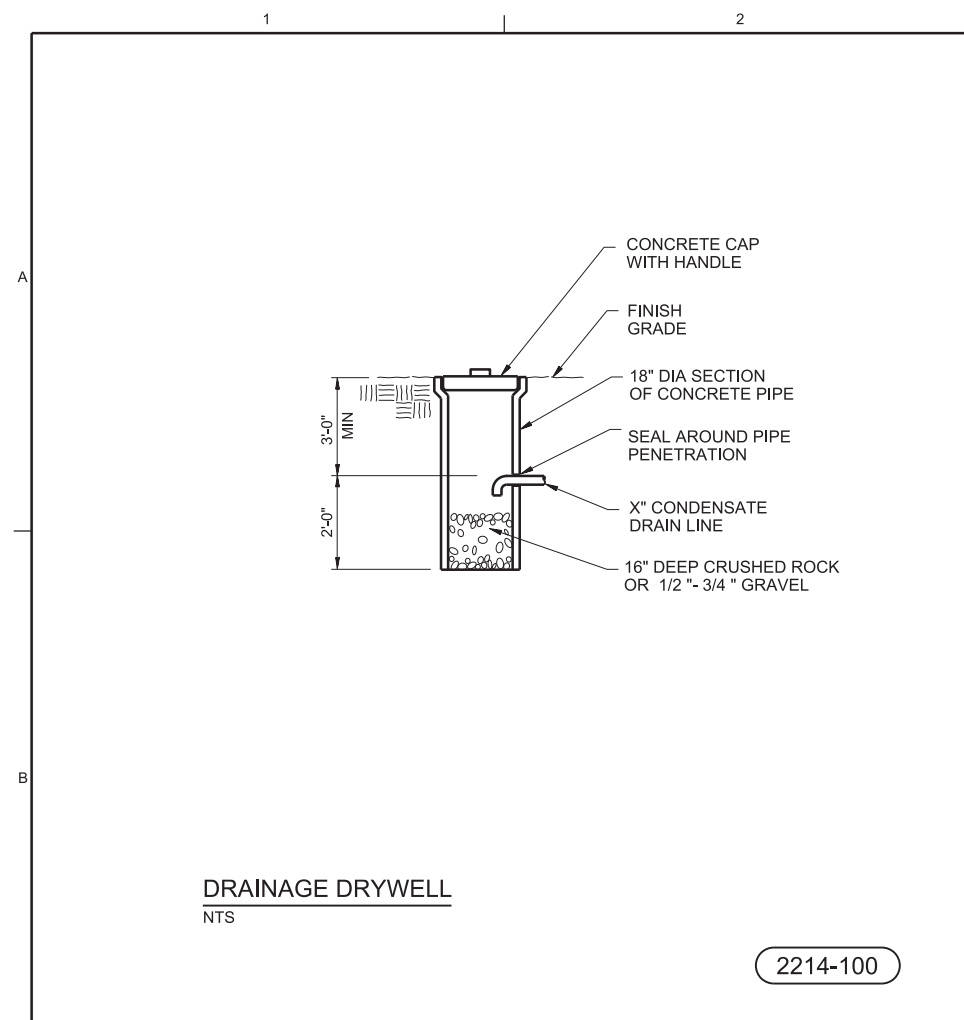 1
2
A
CONCRETE CAP
WITH HANDLE
FINISH
GRADE
18" DIA SECTION
OF CONCRETE PIPE
3'-0"
MIN
SEAL AROUND PIPE
PENETRATION
2'-0"
X" CONDENSATE
DRAIN LINE
16" DEEP CRUSHED ROCK
OR 1/2 "- 3/4 " GRAVEL
B
DRAINAGE DRYWELL
NTS
2214-100